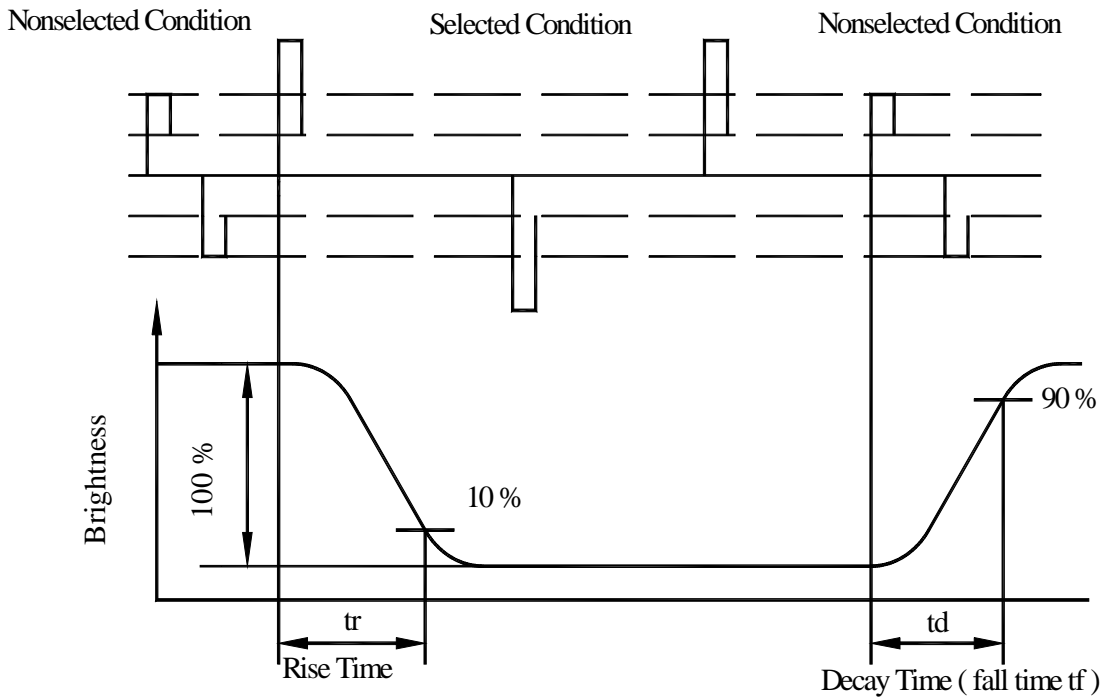 Nonselected Condition
Selected Condition
Nonselected Condition
Brightness
100 %
10 %
90 %
tr
Rise Time
td
Decay Time ( fall time tf )